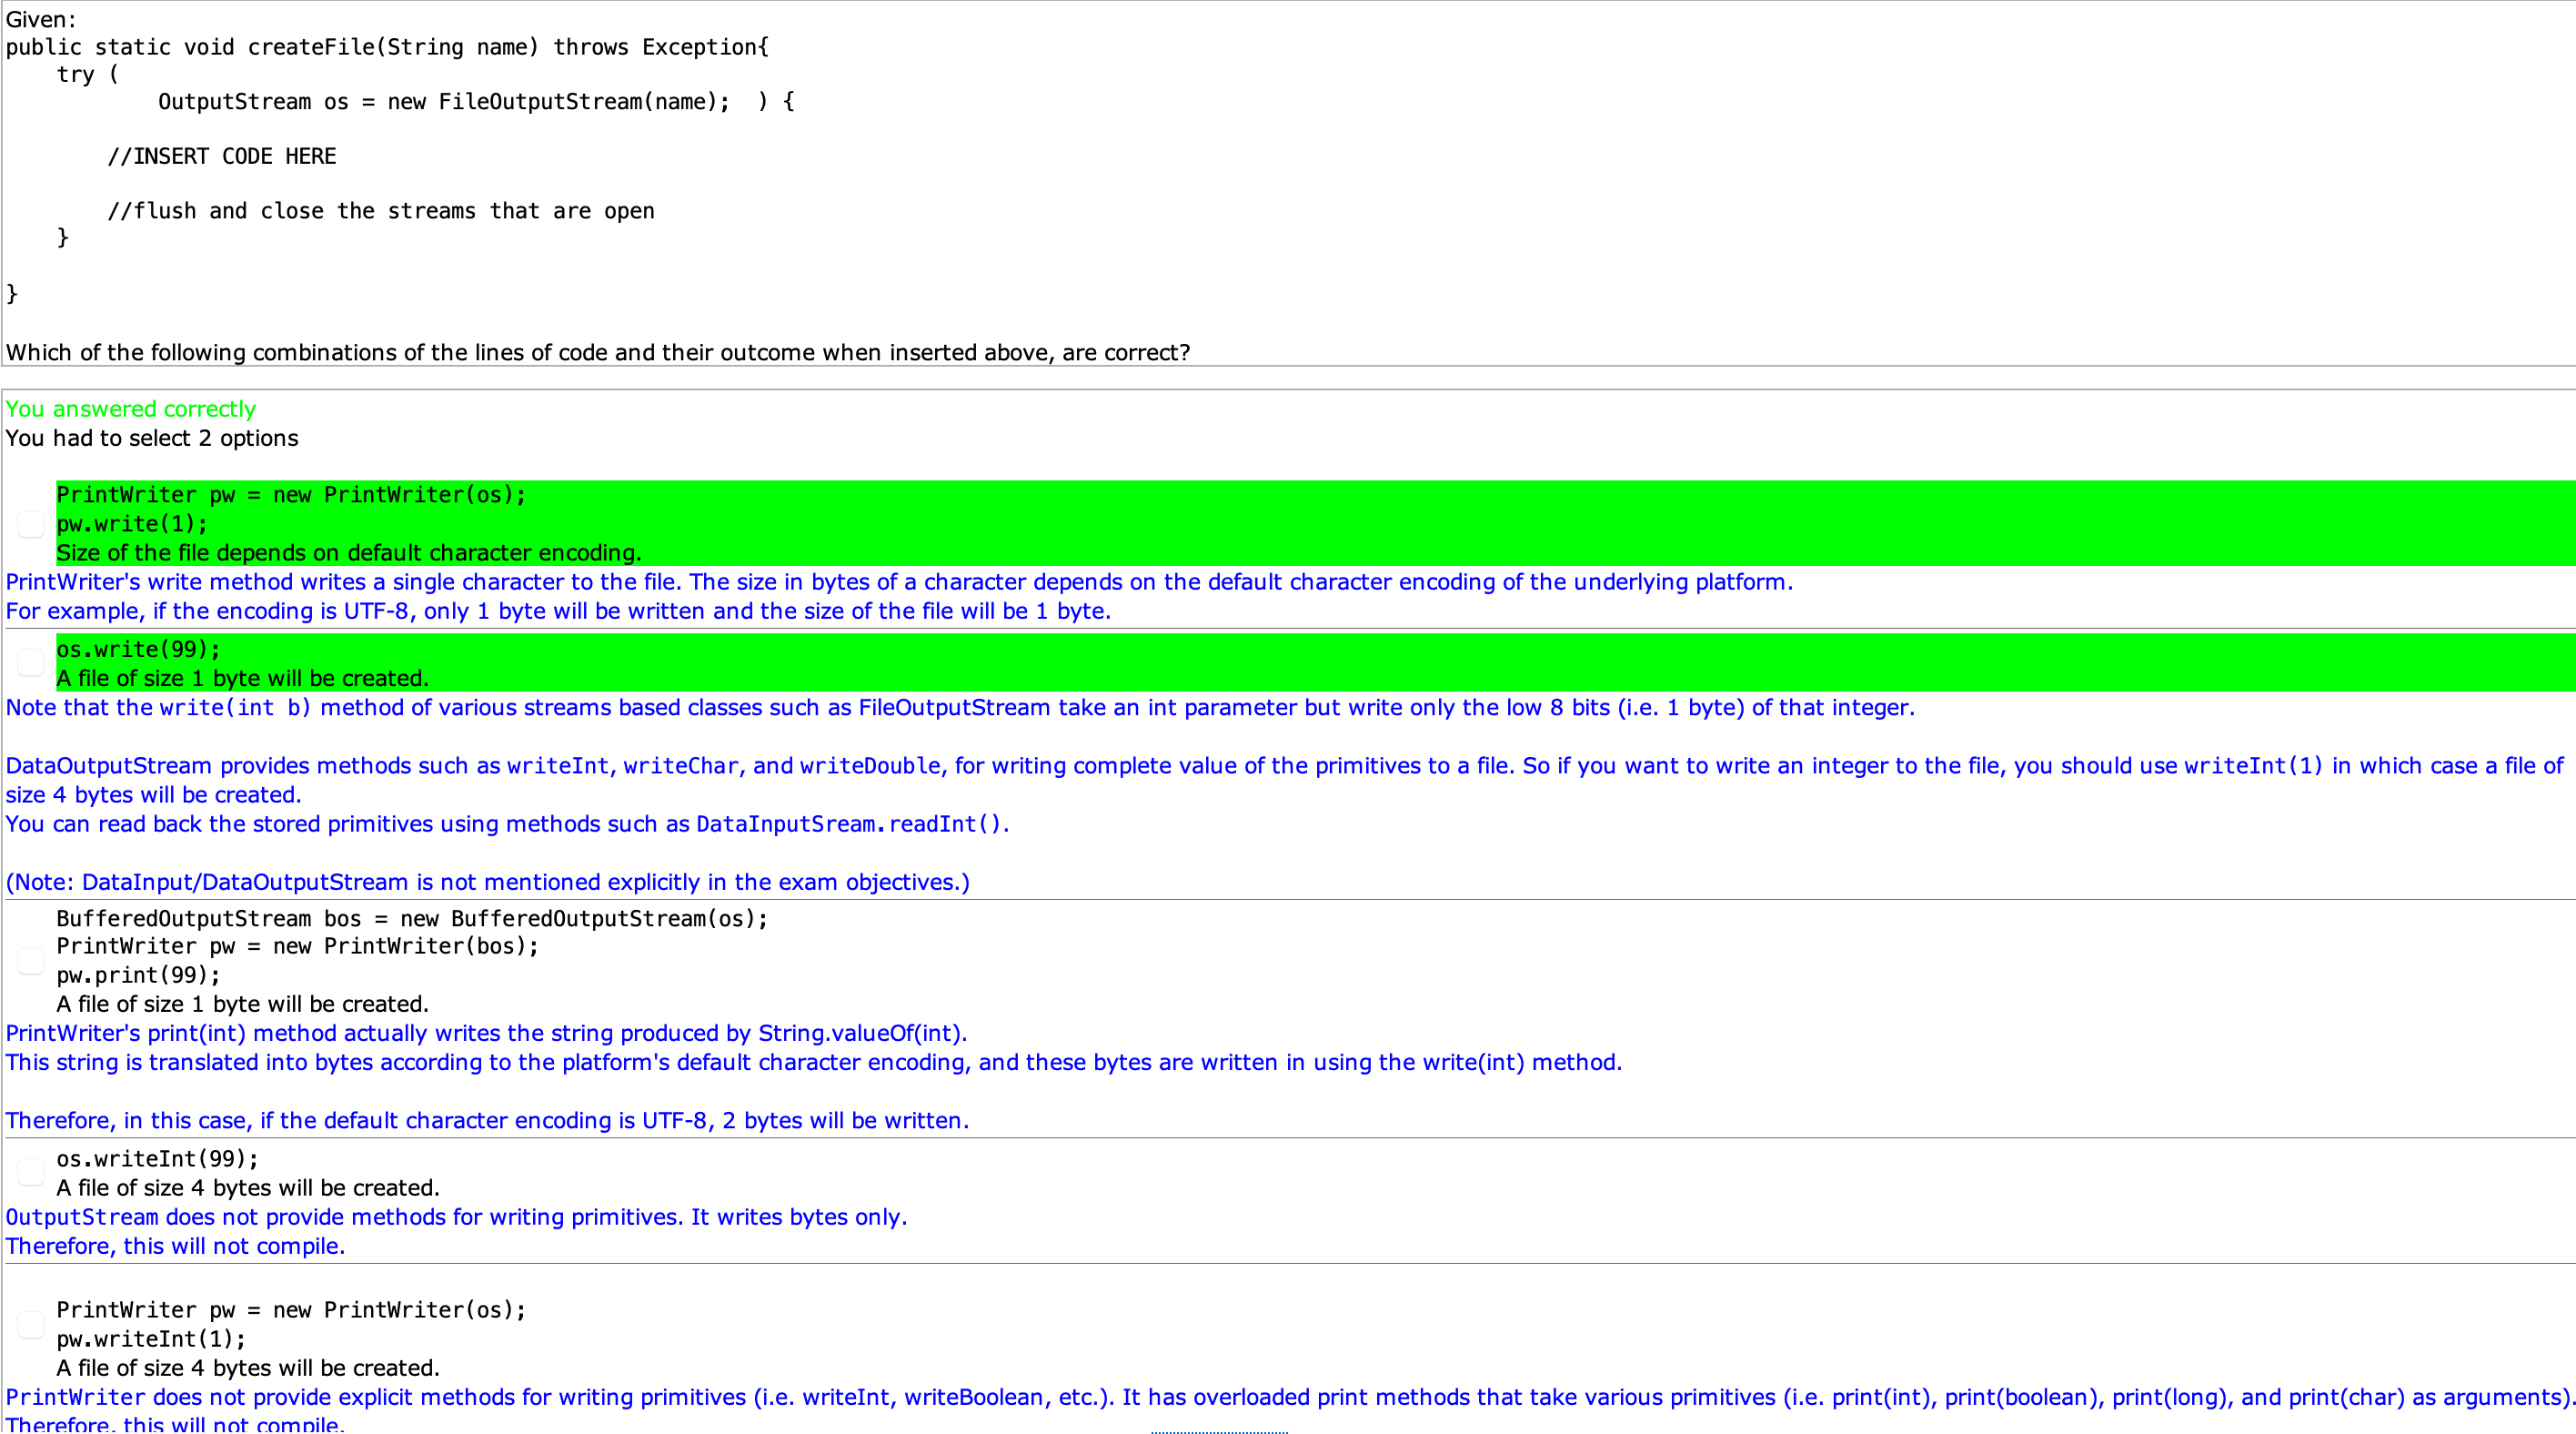 Given:
public static void createFile(String name) throws Exception{
    try (
            OutputStream os = new FileOutputStream(name);  ) {
        //INSERT CODE HERE
        //flush and close the streams that are open
    }
}
Which of the following combinations of the lines of code and their outcome when inserted above, are correct?
You answered correctly
You had to select 2 options
PrintWriter pw = new PrintWriter(os);
pw.write(1);
Size of the file depends on default character encoding.
PrintWriter's write method writes a single character to the file. The size in bytes of a character depends on the default character encoding of the underlying platform.
For example, if the encoding is UTF-8, only 1 byte will be written and the size of the file will be 1 byte.
os.write(99);
A file of size 1 byte will be created.
Note that the write(int b) method of various streams based classes such as FileOutputStream take an int parameter but write only the low 8 bits (i.e. 1 byte) of that integer.
DataOutputStream provides methods such as writeInt, writeChar, and writeDouble, for writing complete value of the primitives to a file. So if you want to write an integer to the file, you should use writeInt(1) in which case a file of
size 4 bytes will be created.
You can read back the stored primitives using methods such as DataInputSream.readInt().
(Note: DataInput/DataOutputStream is not mentioned explicitly in the exam objectives.)
BufferedOutputStream bos = new BufferedOutputStream(os);
PrintWriter pw = new PrintWriter(bos);
pw.print(99);
A file of size 1 byte will be created.
PrintWriter's print(int) method actually writes the string produced by String.valueOf(int).
This string is translated into bytes according to the platform's default character encoding, and these bytes are written in using the write(int) method.
Therefore, in this case, if the default character encoding is UTF-8, 2 bytes will be written.
os.writeInt(99);
A file of size 4 bytes will be created.
OutputStream does not provide methods for writing primitives. It writes bytes only.
Therefore, this will not compile.
PrintWriter pw = new PrintWriter(os);
pw.writeInt(1);
A file of size 4 bytes will be created.
PrintWriter does not provide explicit methods for writing primitives (i.e. writeInt, writeBoolean, etc.). It has overloaded print methods that take various primitives (i.e. print(int), print(boolean), print(long), and print(char) as arguments).
Therefore, this will not compile.